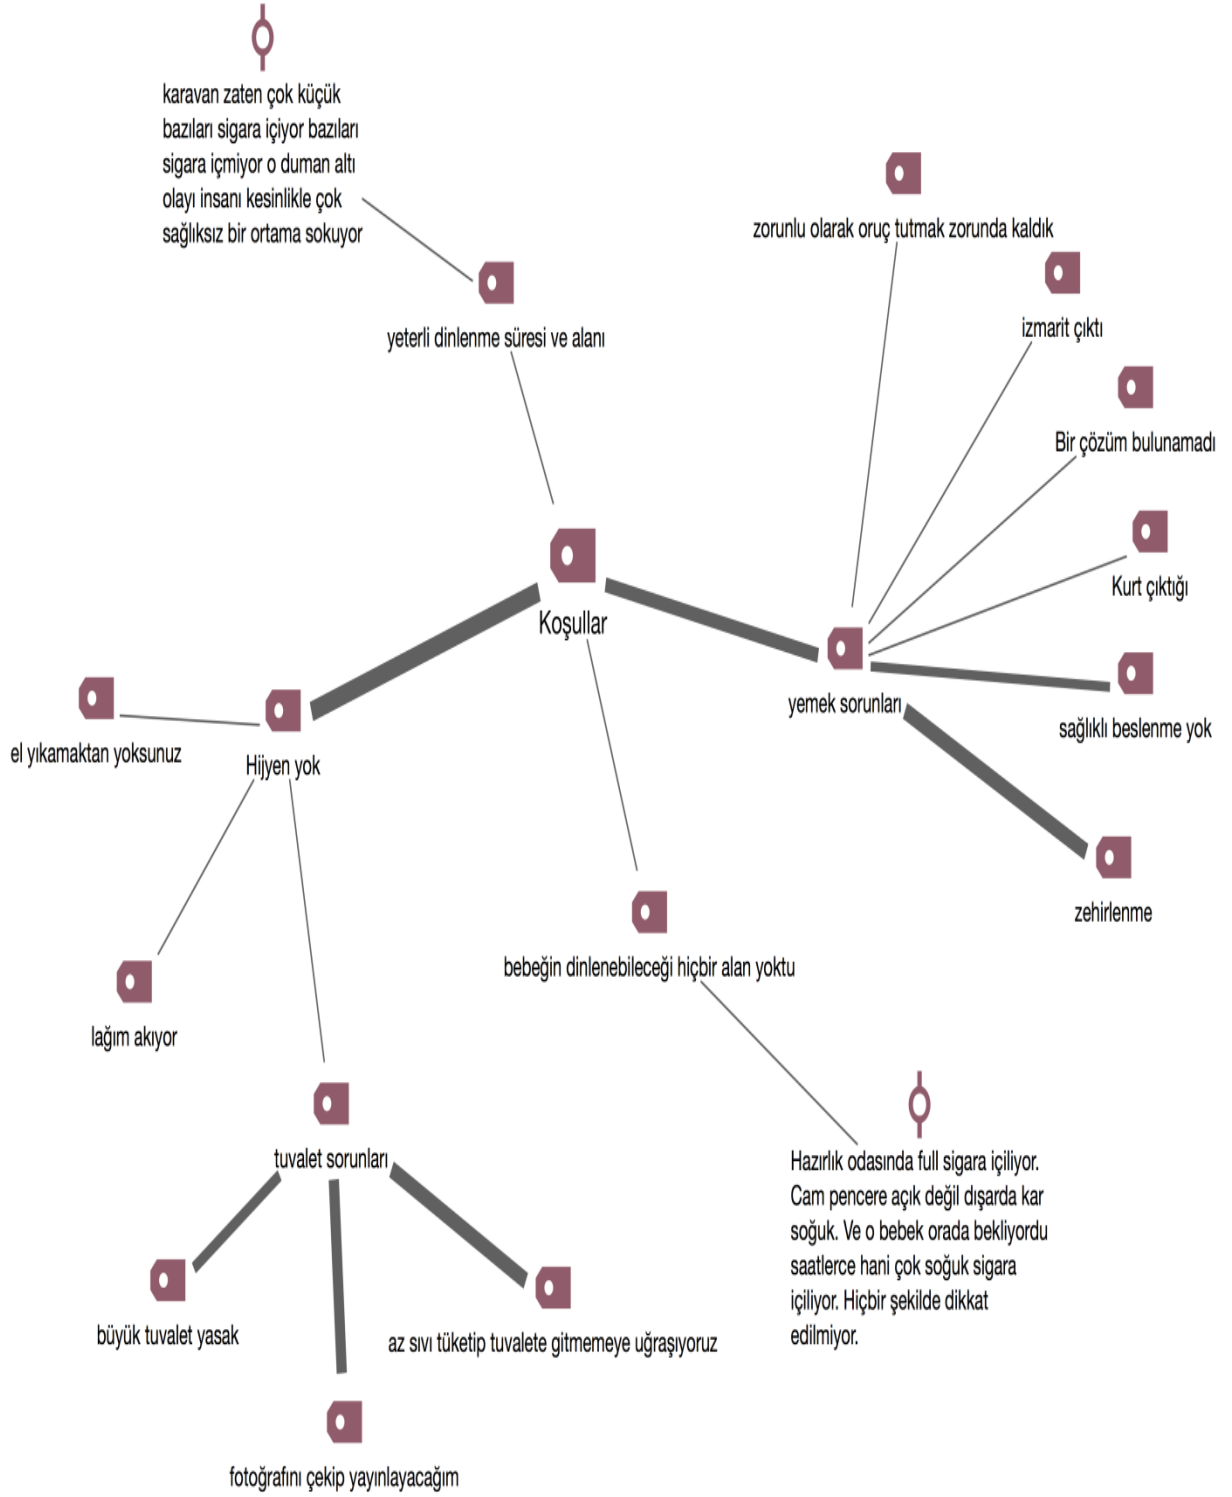 karavan zaten çok küçük
bazıları sigara içiyor bazıları
sigara içmiyor o duman altı
olayı insanı kesinlikle çok
sağlıksız bir ortama sokuyor
zorunlu olarak oruç tutmak zorunda kaldık
izmarit çıktı
yeterli dinlenme süresi ve alanı
Bir çözüm bulunamadı
Kurt çıktığı
Koşullar
yemek sorunları
sağlıklı beslenme yok
el yıkamaktan yoksunuz
Hijyen yok
zehirlenme
bebeğin dinlenebileceği hiçbir alan yoktu
lağım akıyor
tuvalet sorunları
Hazırlık odasında full sigara içiliyor.
Cam pencere açık değil dışarda kar
soğuk. Ve o bebek orada bekliyordu
saatlerce hani çok soğuk sigara
içiliyor. Hiçbir şekilde dikkat
edilmiyor.
büyük tuvalet yasak
az sıvı tüketip tuvalete gitmemeye uğraşıyoruz
fotoğrafını çekip yayınlayacağım